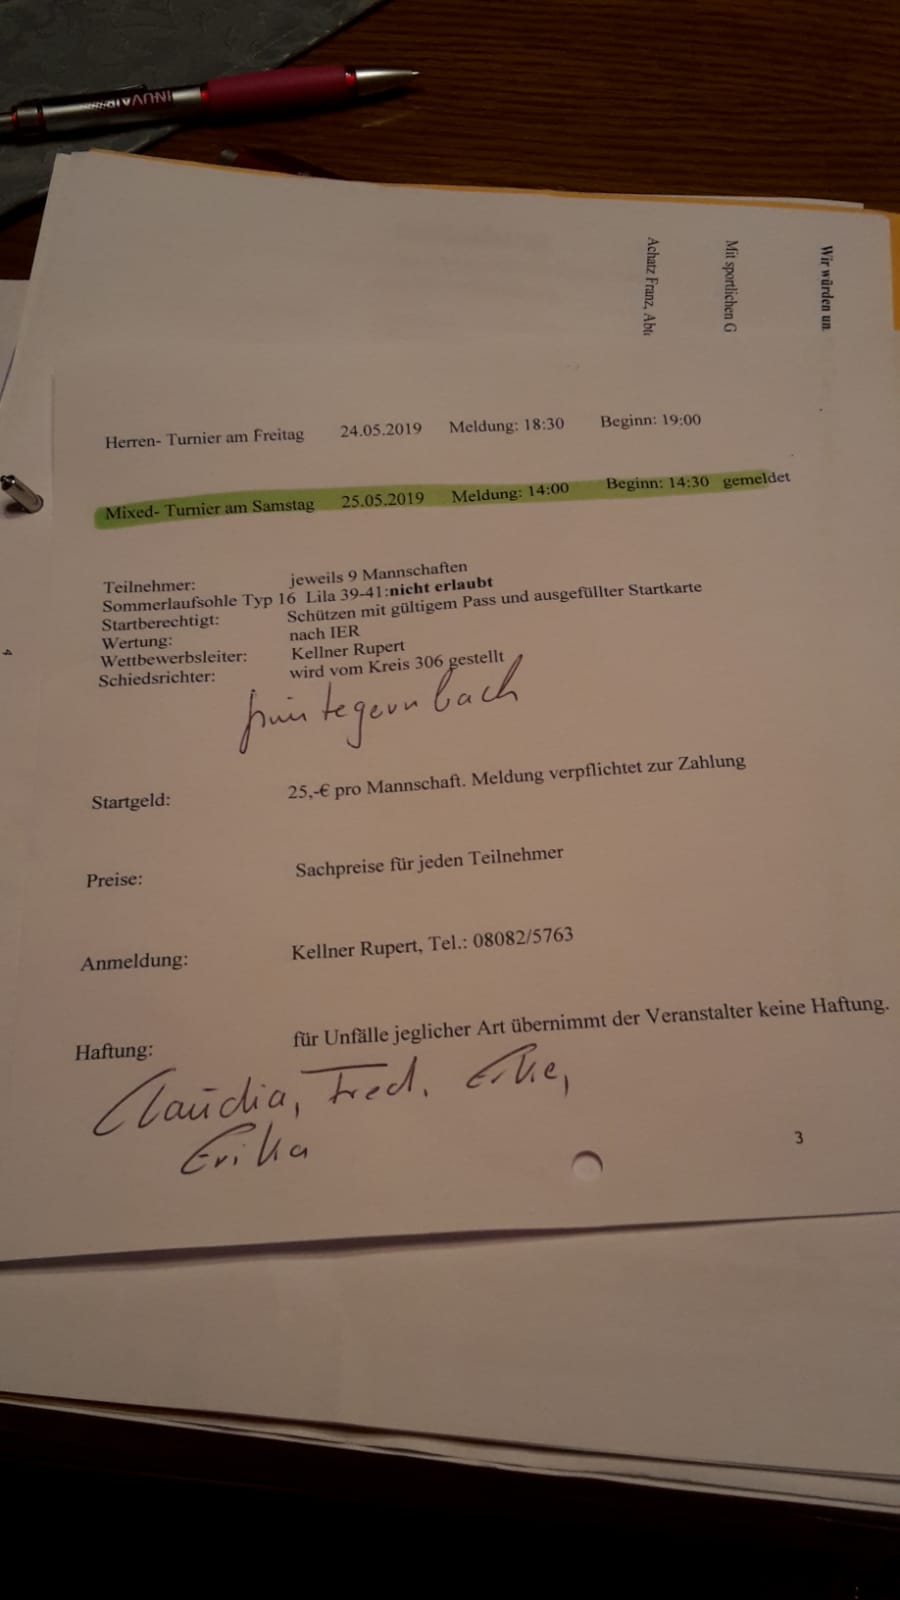 INUVAIR
Wir würden un
Mit sportlichen G
Achatz Franz, Abt
Herren- Turnier am Freitag 24.05.2019 Meldung: 18:30 Beginn: 19:00
Mixed- Turnier am Samstag 25.05.2019 Meldung: 14:00 Beginn: 14:30 gemeldet
Teilnehmer: jeweils 9 Mannschaften
Sommerlaufsohle Typ 16 Lila 39-41:nicht erlaubt
Startberechtigt: Schützen mit gültigem Pass und ausgefüllter Startkarte
Wertung: nach IER
Wettbewerbsleiter: Kellner Rupert
Schiedsrichter: wird vom Kreis 306 gestellt
grüntegernbach
Startgeld: 25,-€ pro Mannschaft. Meldung verpflichtet zur Zahlung
Preise: Sachpreise für jeden Teilnehmer
Anmeldung: Kellner Rupert, Tel.: 08082/5763
Haftung: für Unfälle jeglicher Art übernimmt der Veranstalter keine Haftung.
Claudia, Fred,
Erika
3
4